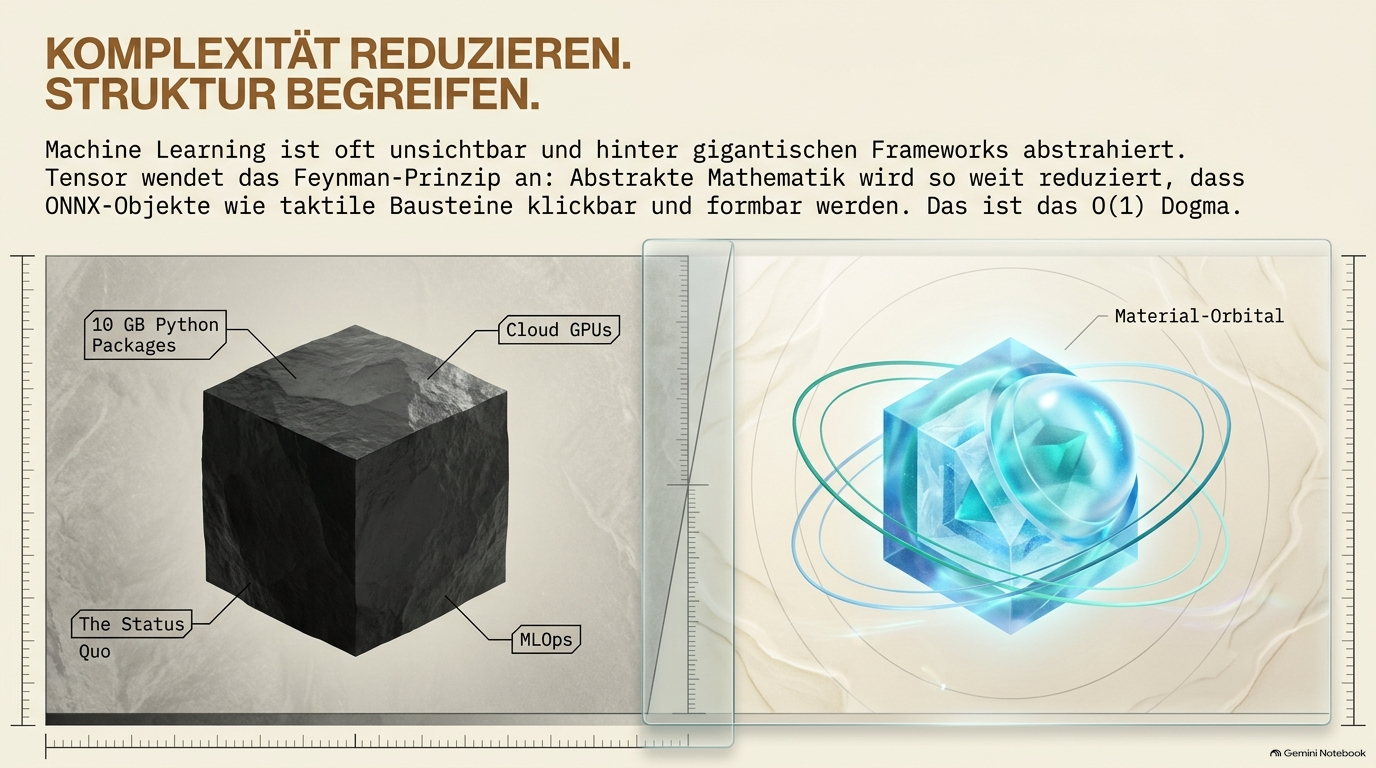 KOMPLEXITÄT REDUZIEREN.
STRUKTUR BEGREIFEN.
Machine Learning ist oft unsichtbar und hinter gigantischen Frameworks abstrahiert.
Tensor wendet das Feynman-Prinzip an: Abstrakte Mathematik wird so weit reduziert, dass
ONNX-Objekte wie taktile Bausteine klickbar und formbar werden. Das ist das O(1) Dogma.
10 GB Python
Packages
Cloud GPUs
The Status
Quo
MLOps
Material-Orbital
Gemini Notebook